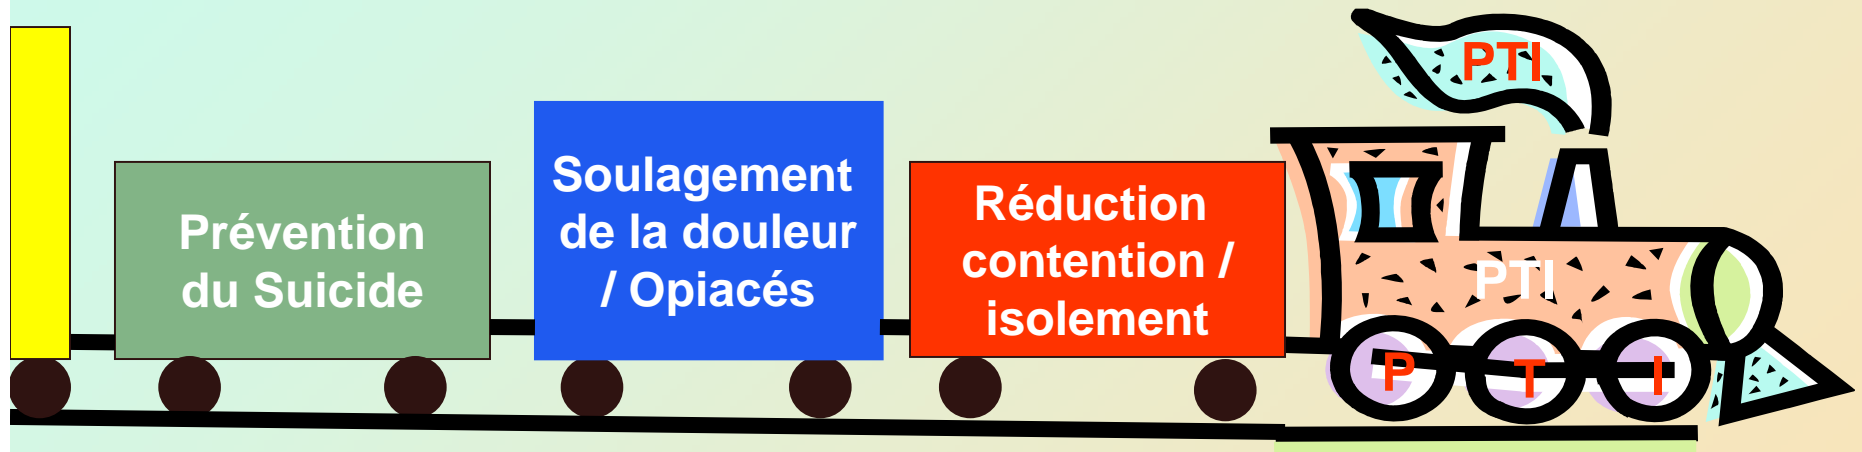 PTI
Prévention
du Suicide
Soulagement
de la douleur
/ Opiacés
Réduction
contention /
isolement
PTI
P T I